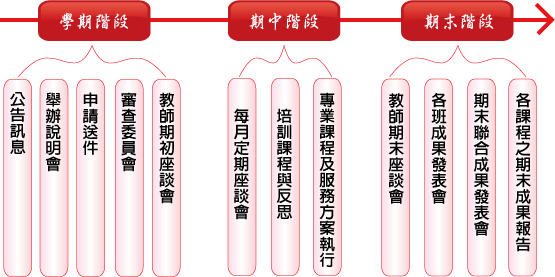 學期階段
公告訊息
舉辦說明會
申請送件
審查委員會
教師期初座談會
期中階段
每月定期座談會
培訓課程與反思
專業課程及服務方案執行
期末階段
教師期末座談會
各班成果發表會
期末聯合成果發表會
各課程之期末成果報告